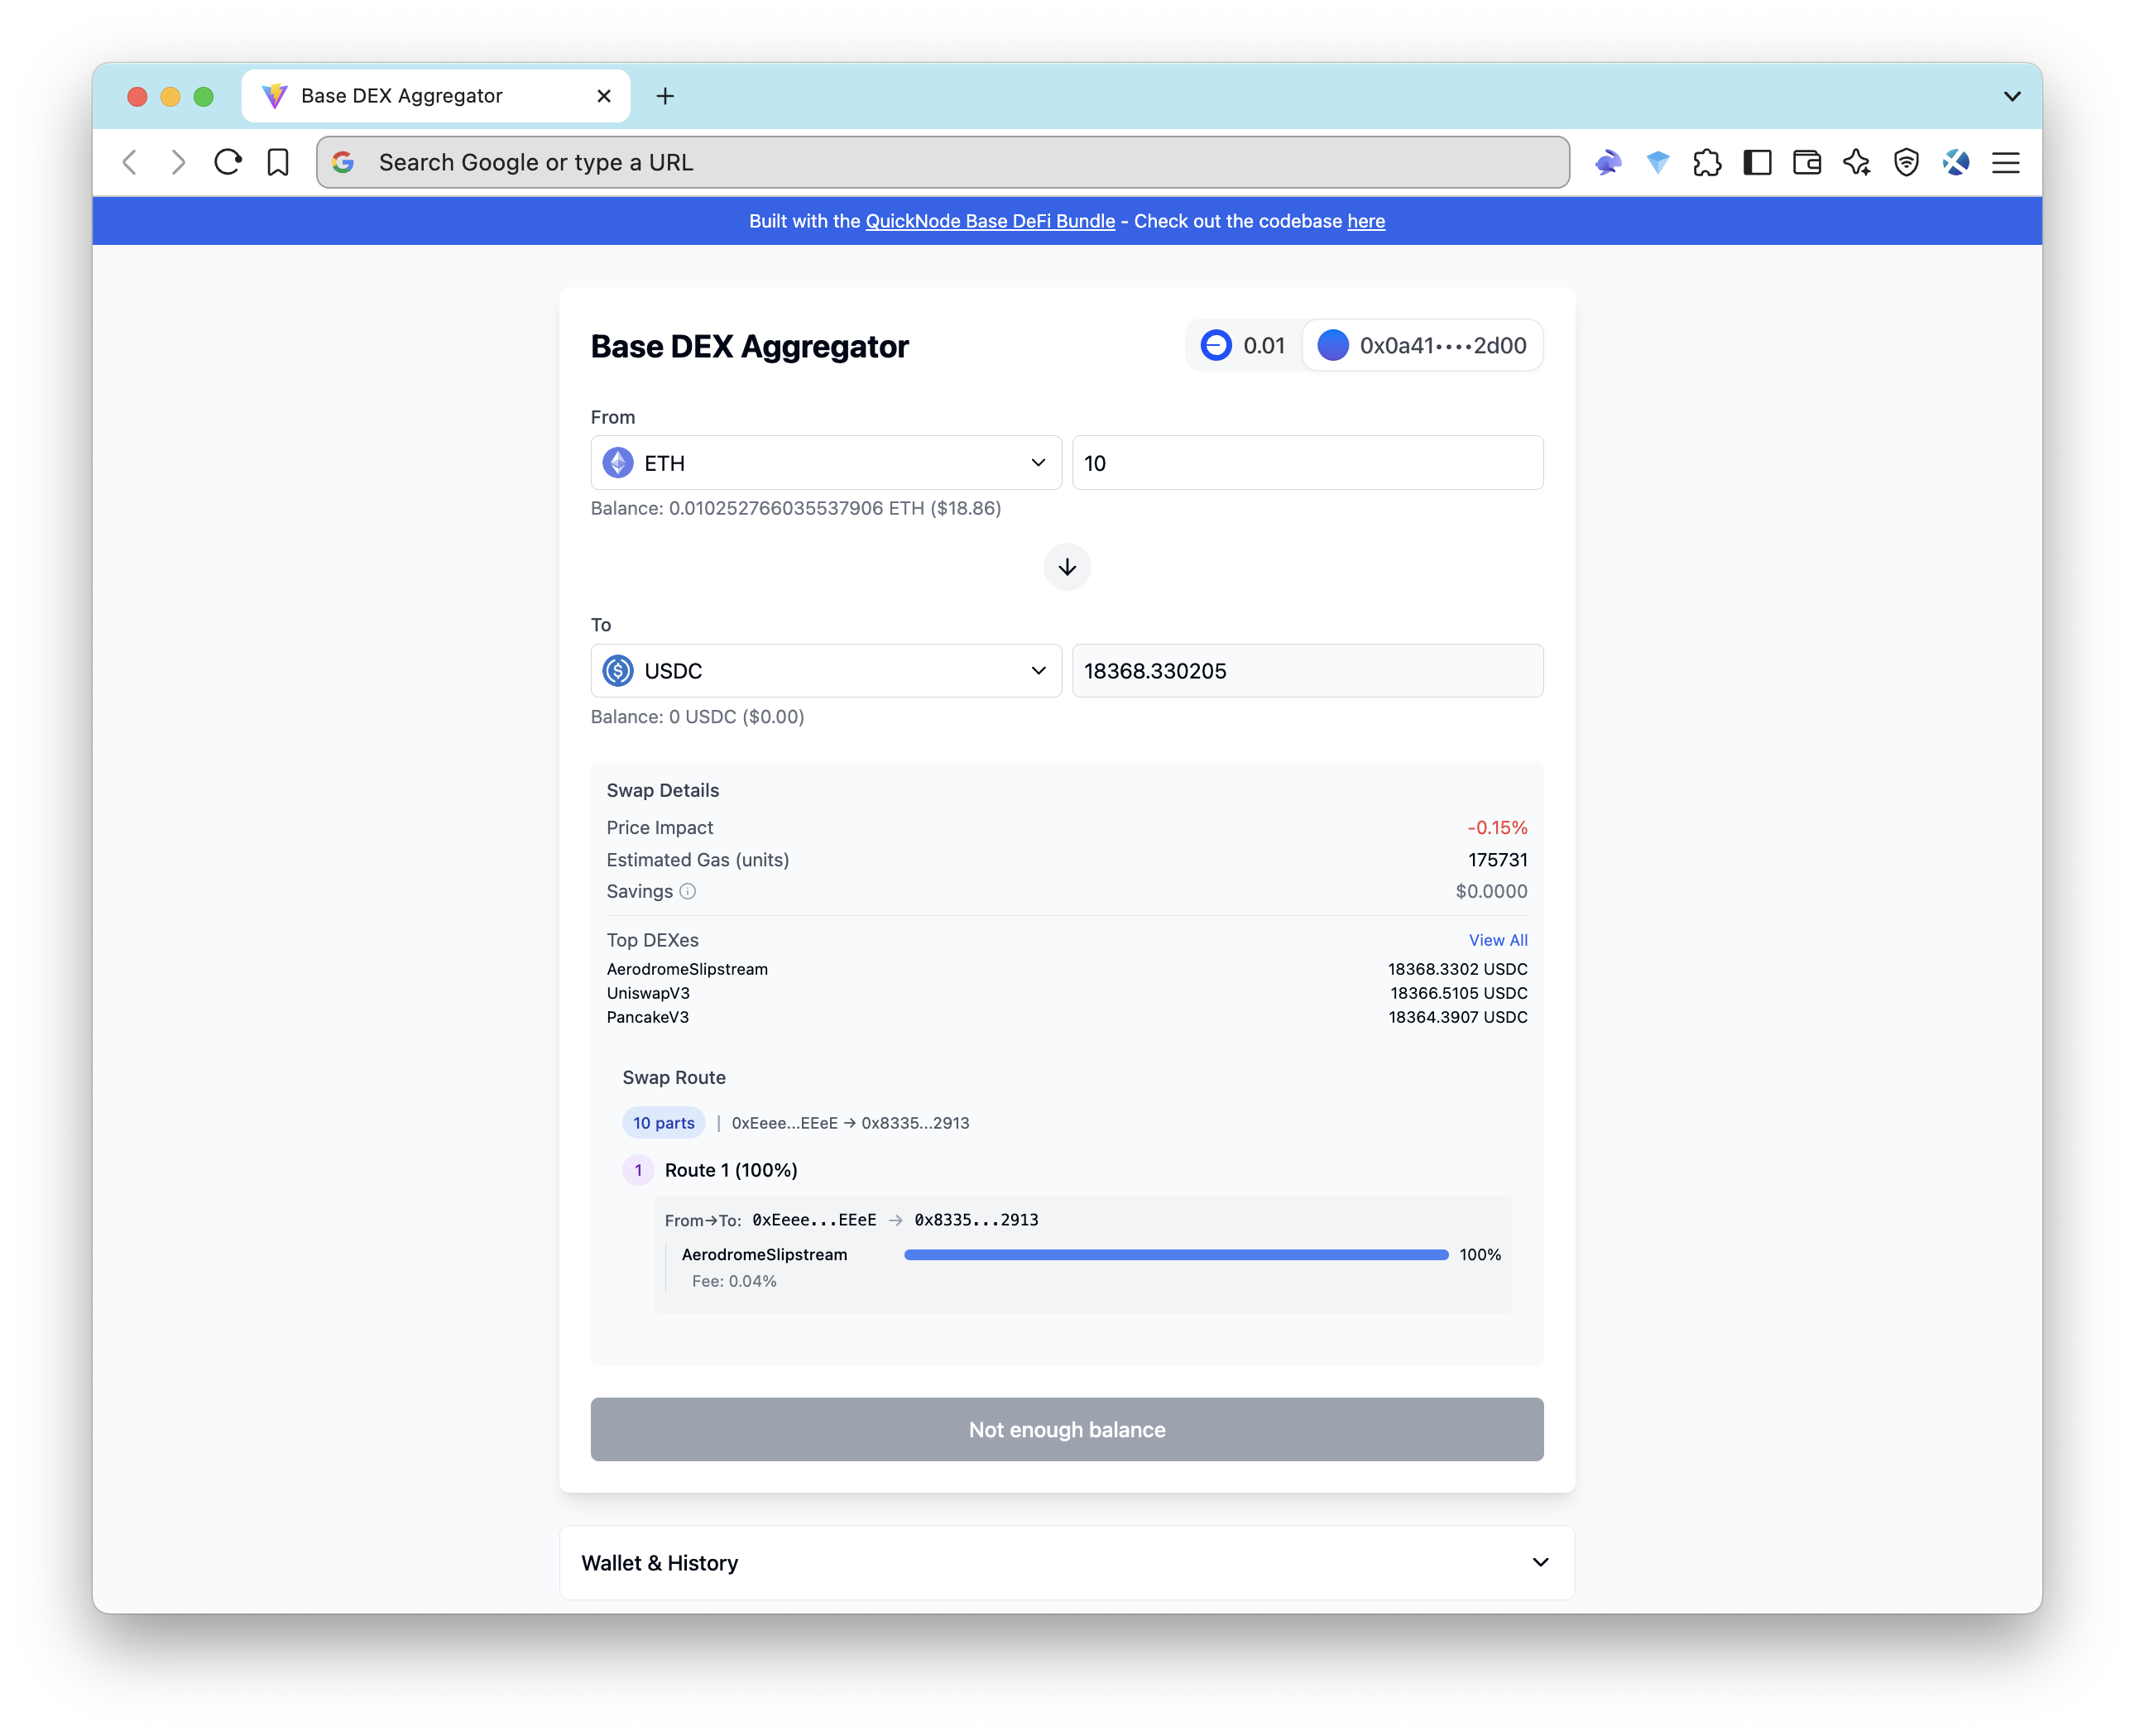 Base DEX Aggregator
Search Google or type a URL
Built with the QuickNode Base DeFi Bundle - Check out the codebase here
Base DEX Aggregator
0.01
0x0a41••••2d00
From
ETH
10
Balance: 0.010252766035537906 ETH ($18.86)
To
USDC
18368.330205
Balance: 0 USDC ($0.00)
Swap Details
Price Impact
-0.15%
Estimated Gas (units)
175731
Savings
$0.0000
Top DEXes
View All
AerodromeSlipstream
18368.3302 USDC
UniswapV3
18366.5105 USDC
PancakeV3
18364.3907 USDC
Swap Route
10 parts | 0xEeee...EEeE → 0x8335...2913
1 Route 1 (100%)
From→To: 0xEeee...EEeE → 0x8335...2913
AerodromeSlipstream
100%
Fee: 0.04%
Not enough balance
Wallet & History